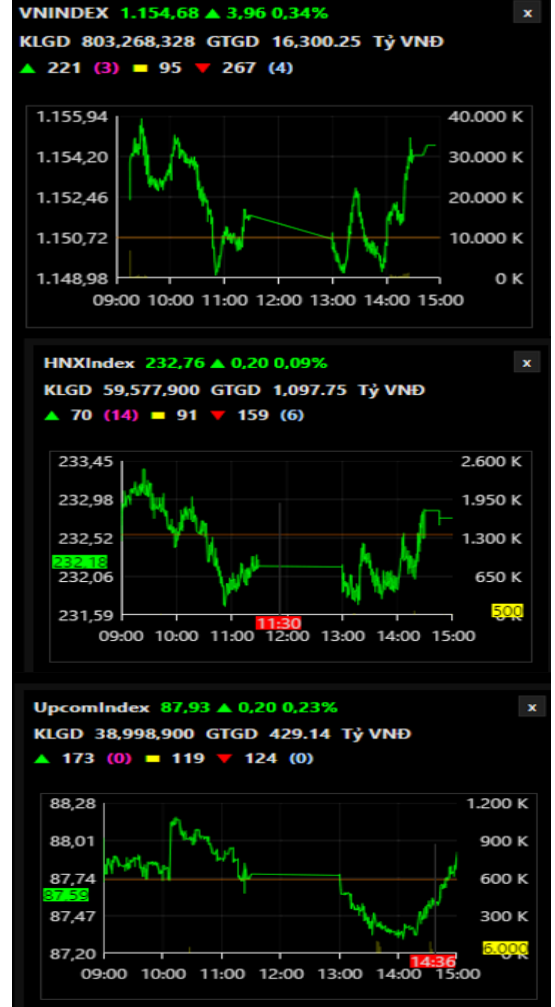 VNINDEX 1.154,68 ▲ 3,96 0,34% x
KLGD 803,268,328 GTGD 16,300.25 Tỷ VNĐ
▲ 221 (3) ▬ 95 ▼ 267 (4)
1.155,94 40.000 K
1.154,20 30.000 K
1.152,46 20.000 K
1.150,72 10.000 K
1.148,98 0 K
09:00 10:00 11:00 12:00 13:00 14:00 15:00
HNXIndex 232,76 ▲ 0,20 0,09% x
KLGD 59,577,900 GTGD 1,097.75 Tỷ VNĐ
▲ 70 (14) ▬ 91 ▼ 159 (6)
233,45 2.600 K
232,98 1.950 K
232,52 1.300 K
232,18
232,06 650 K
231,59 500
11:30
09:00 10:00 11:00 12:00 13:00 14:00 15:00
UpcomIndex 87,93 ▲ 0,20 0,23% x
KLGD 38,998,900 GTGD 429.14 Tỷ VNĐ
▲ 173 (0) ▬ 119 ▼ 124 (0)
88,28 1.200 K
88,01 900 K
87,74 600 K
87,59
87,47 300 K
87,20 6.000
14:36
09:00 10:00 11:00 12:00 13:00 14:00 15:00